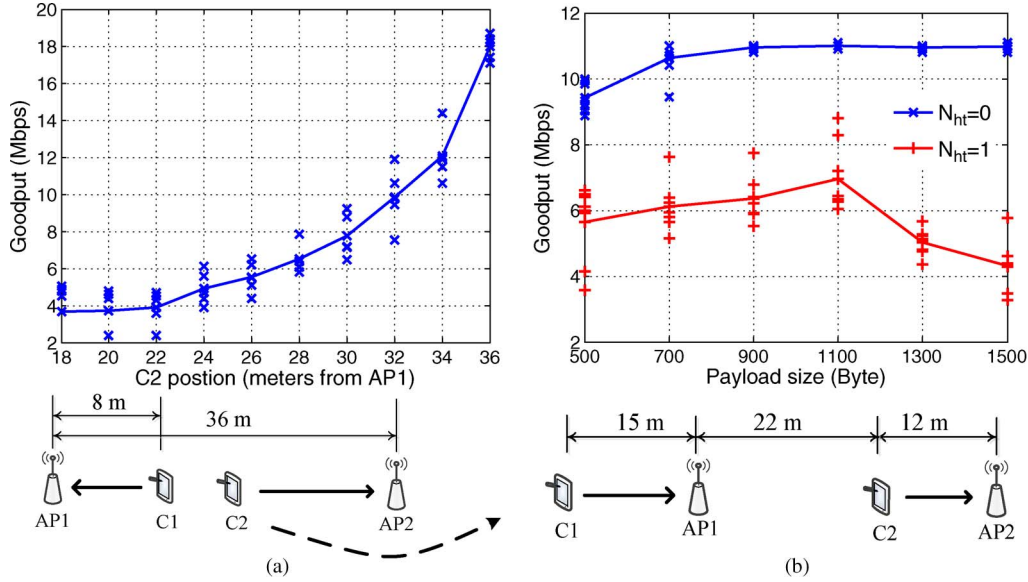 (a)
20
18
16
14
12
10
8
6
4
2
Goodput (Mbps)
18 20 22 24 26 28 30 32 34 36
C2 postion (meters from AP1)
8 m
36 m
AP1
C1
C2
AP2
(a)
(b)
12
10
8
6
4
2
Goodput (Mbps)
Nht=0
Nht=1
500 700 900 1100 1300 1500
Payload size (Byte)
15 m
22 m
12 m
C1
AP1
C2
AP2
(b)